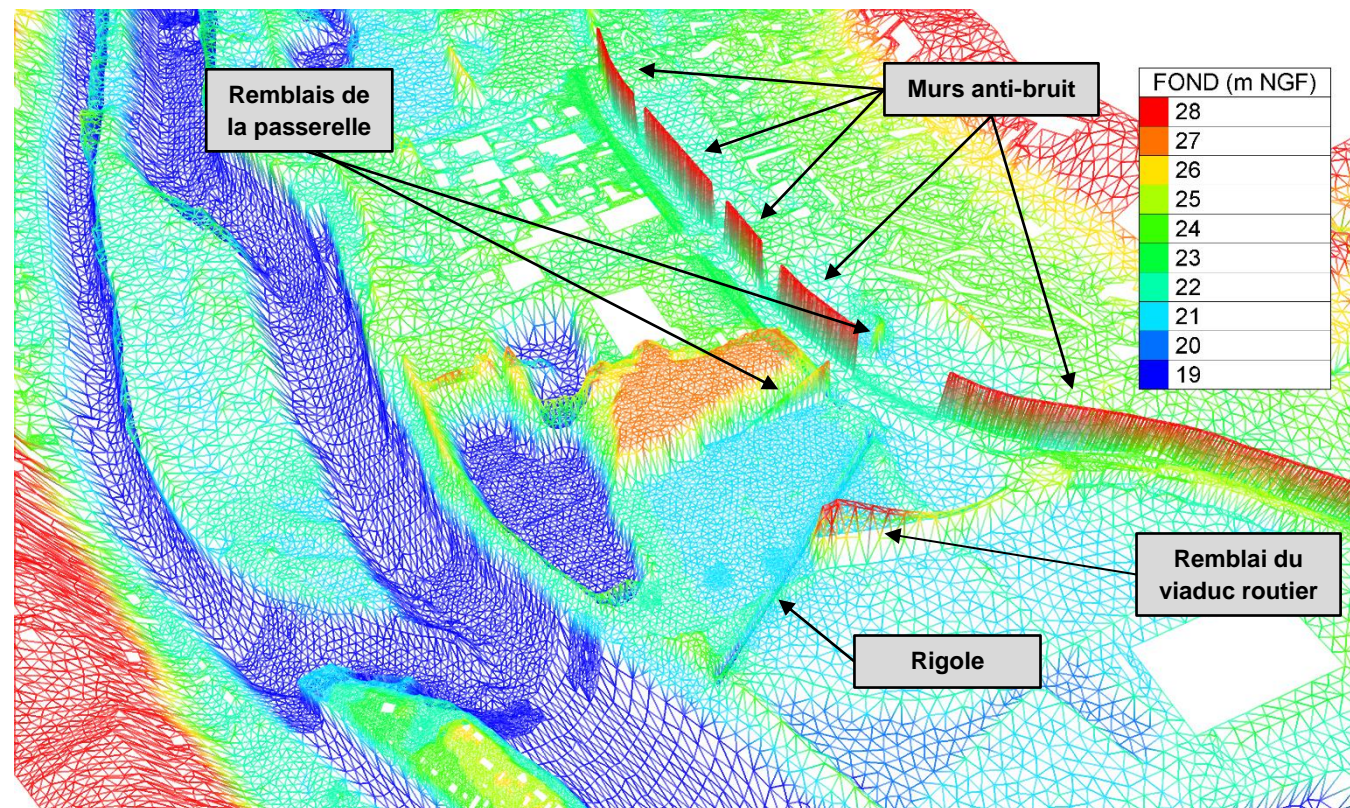 Remblais de
la passerelle
Murs anti-bruit
FOND (m NGF)
28
27
26
25
24
23
22
21
20
19
Remblai du
viaduc routier
Rigole